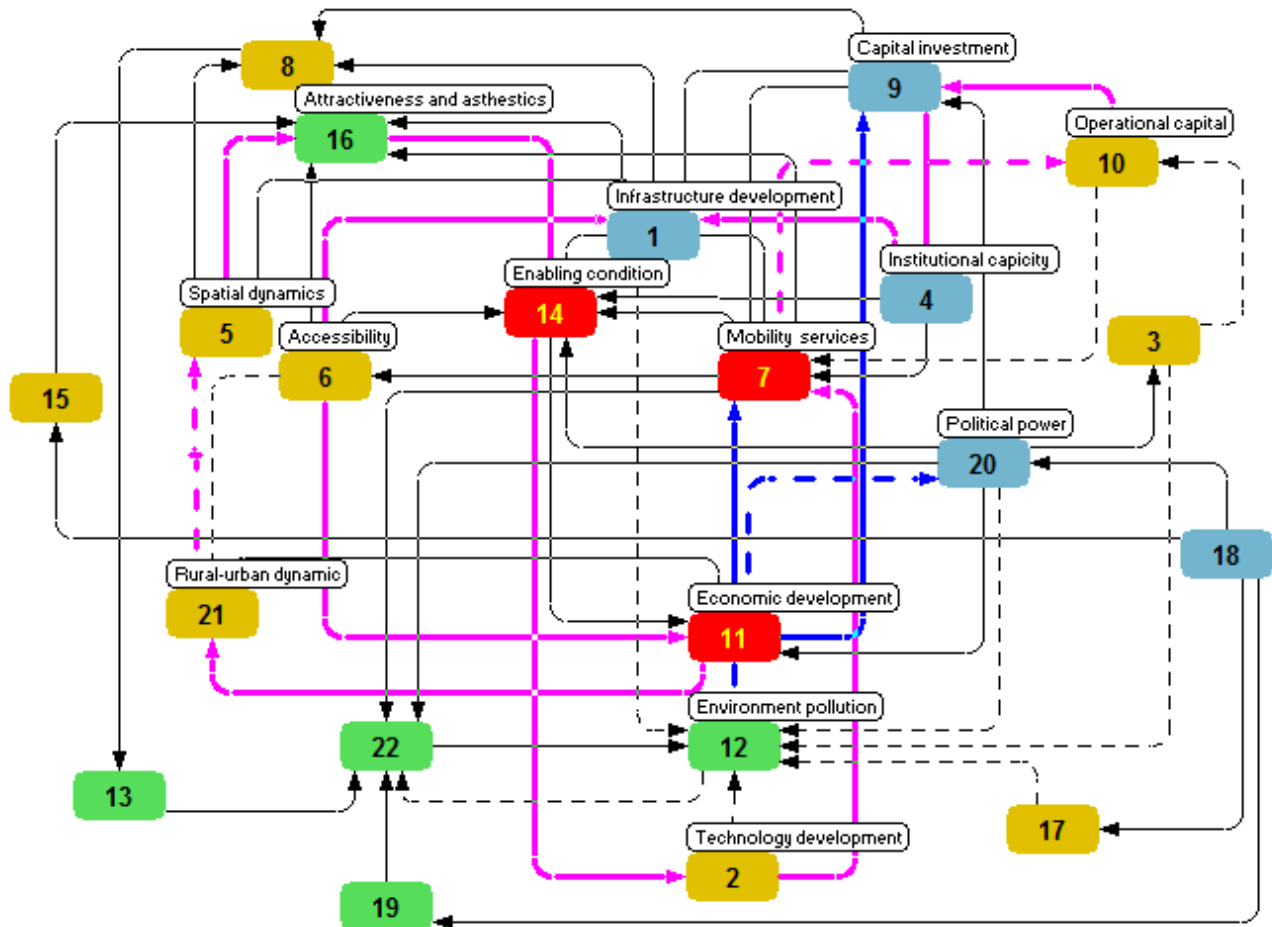 Capital investment
8
9
Attractiveness and asthestics
Operational capital
16
10
Infrastructure development
1
Institutional capicity
Enabling condition
Spatial dynamics
4
14
Accessibility
Mobility services
5
3
6
7
15
Political power
20
18
Rural-urban dynamic
Economic development
21
11
Environment pollution
22
12
13
17
Technology development
2
19